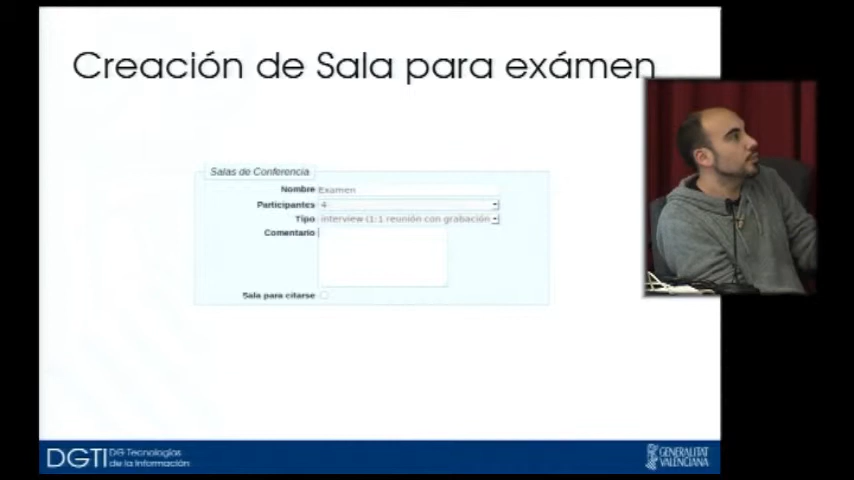 Creación de Sala para exámen
Salas de Conferencia
Nombre Examen
Participantes 4
Tipo interview (1:1 reunión con grabación
Comentario
Sala para citarse
DGTI DG Tecnologías
de la Información
GENERALITAT
VALENCIANA